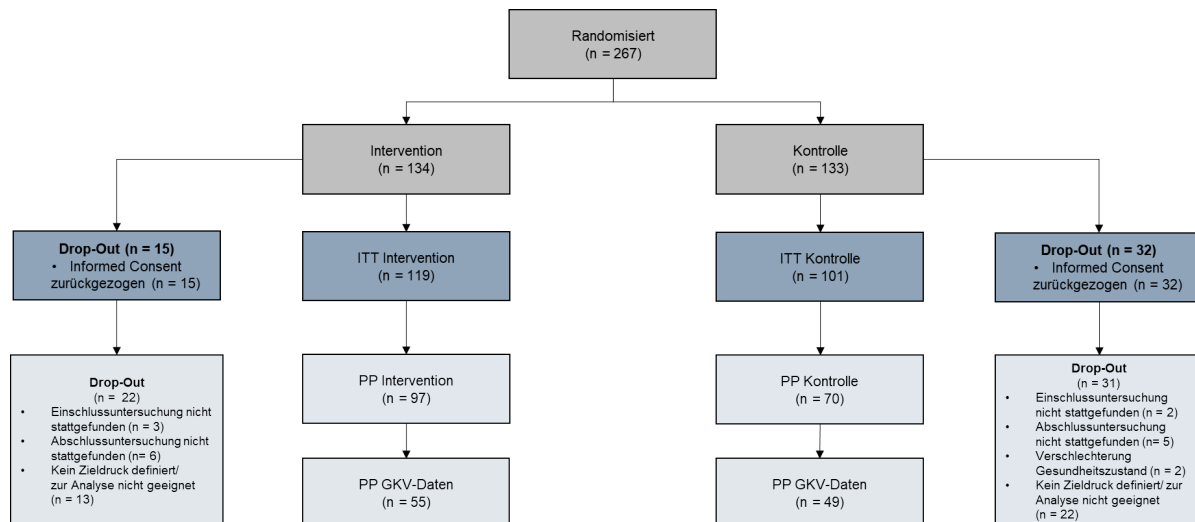 Randomisiert
(n = 267)
Intervention
(n = 134)
Kontrolle
(n = 133)
Drop-Out (n = 15)
• Informed Consent
zurückgezogen (n = 15)
ITT Intervention
(n = 119)
ITT Kontrolle
(n = 101)
Drop-Out (n = 32)
• Informed Consent
zurückgezogen (n = 32)
Drop-Out
(n = 22)
• Einschlussuntersuchung nicht
stattgefunden (n = 3)
• Abschlussuntersuchung nicht
stattgefunden (n= 6)
• Kein Zieldruck definiert/
zur Analyse nicht geeignet
(n = 13)
PP Intervention
(n = 97)
PP Kontrolle
(n = 70)
Drop-Out
(n = 31)
• Einschlussuntersuchung
nicht stattgefunden (n = 2)
• Abschlussuntersuchung
nicht stattgefunden (n= 5)
• Verschlechterung
Gesundheitszustand (n = 2)
• Kein Zieldruck definiert/ zur
Analyse nicht geeignet
(n = 22)
PP GKV-Daten
(n = 55)
PP GKV-Daten
(n = 49)